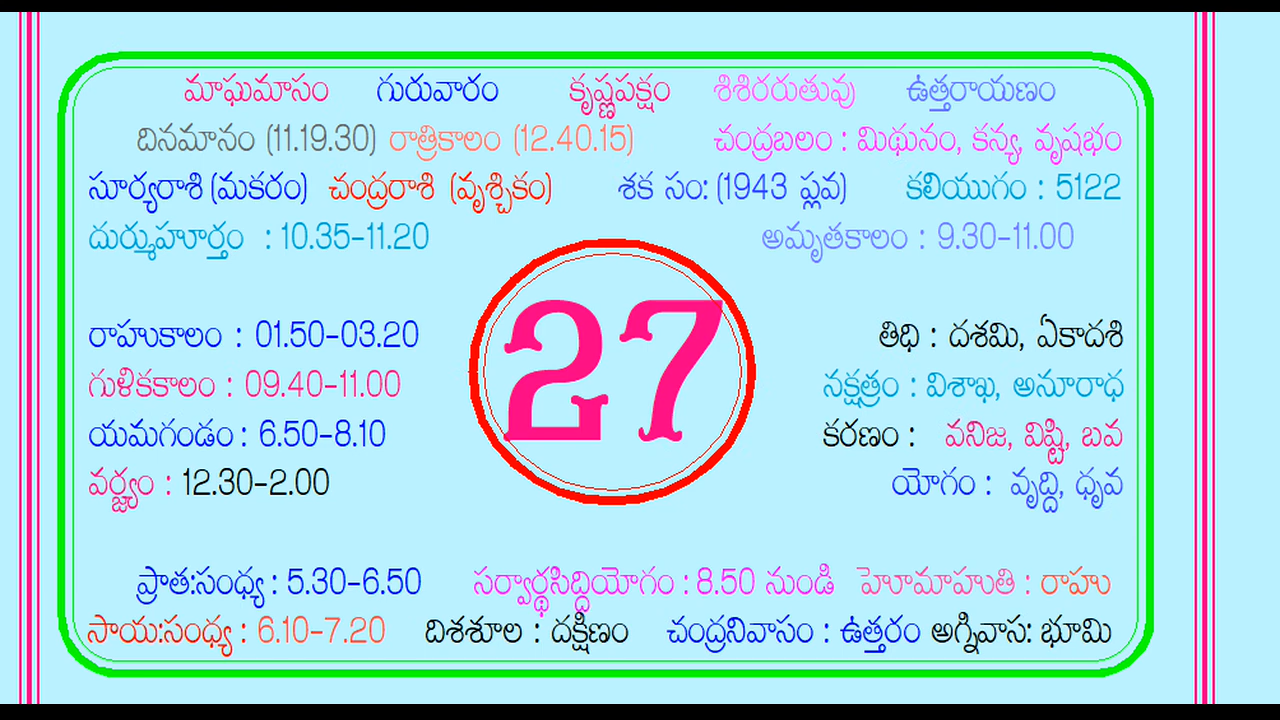 మాఘమాసం గురువారం కృష్ణపక్షం శిశిరరుతువు ఉత్తరాయణం
దినమానం (11.19.30) రాత్రికాలం (12.40.15) చంద్రబలం : మిథునం, కన్య, వృషభం
సూర్యరాశి (మకరం) చంద్రరాశి (వృశ్చికం) శక సం: (1943 ప్లవ) కలియుగం : 5122
దుర్ముహూర్తం : 10.35-11.20 అమృతకాలం : 9.30-11.00
రాహుకాలం : 01.50-03.20 తిధి : దశమి, ఏకాదశి
గుళికకాలం : 09.40-11.00 27 నక్షత్రం : విశాఖ, అనూరాధ
యమగండం : 6.50-8.10 కరణం : వనిజ, విష్టి, బవ
వర్జ్యం : 12.30-2.00 యోగం : వృద్ది, ధృవ
ప్రాత:సంధ్య : 5.30-6.50 సర్వార్థసిద్దియోగం : 8.50 నుండి హెూమాహుతి : రాహు
సాయ:సంధ్య : 6.10-7.20 దిశశూల : దక్షిణం చంద్రనివాసం : ఉత్తరం అగ్నివాస: భూమి